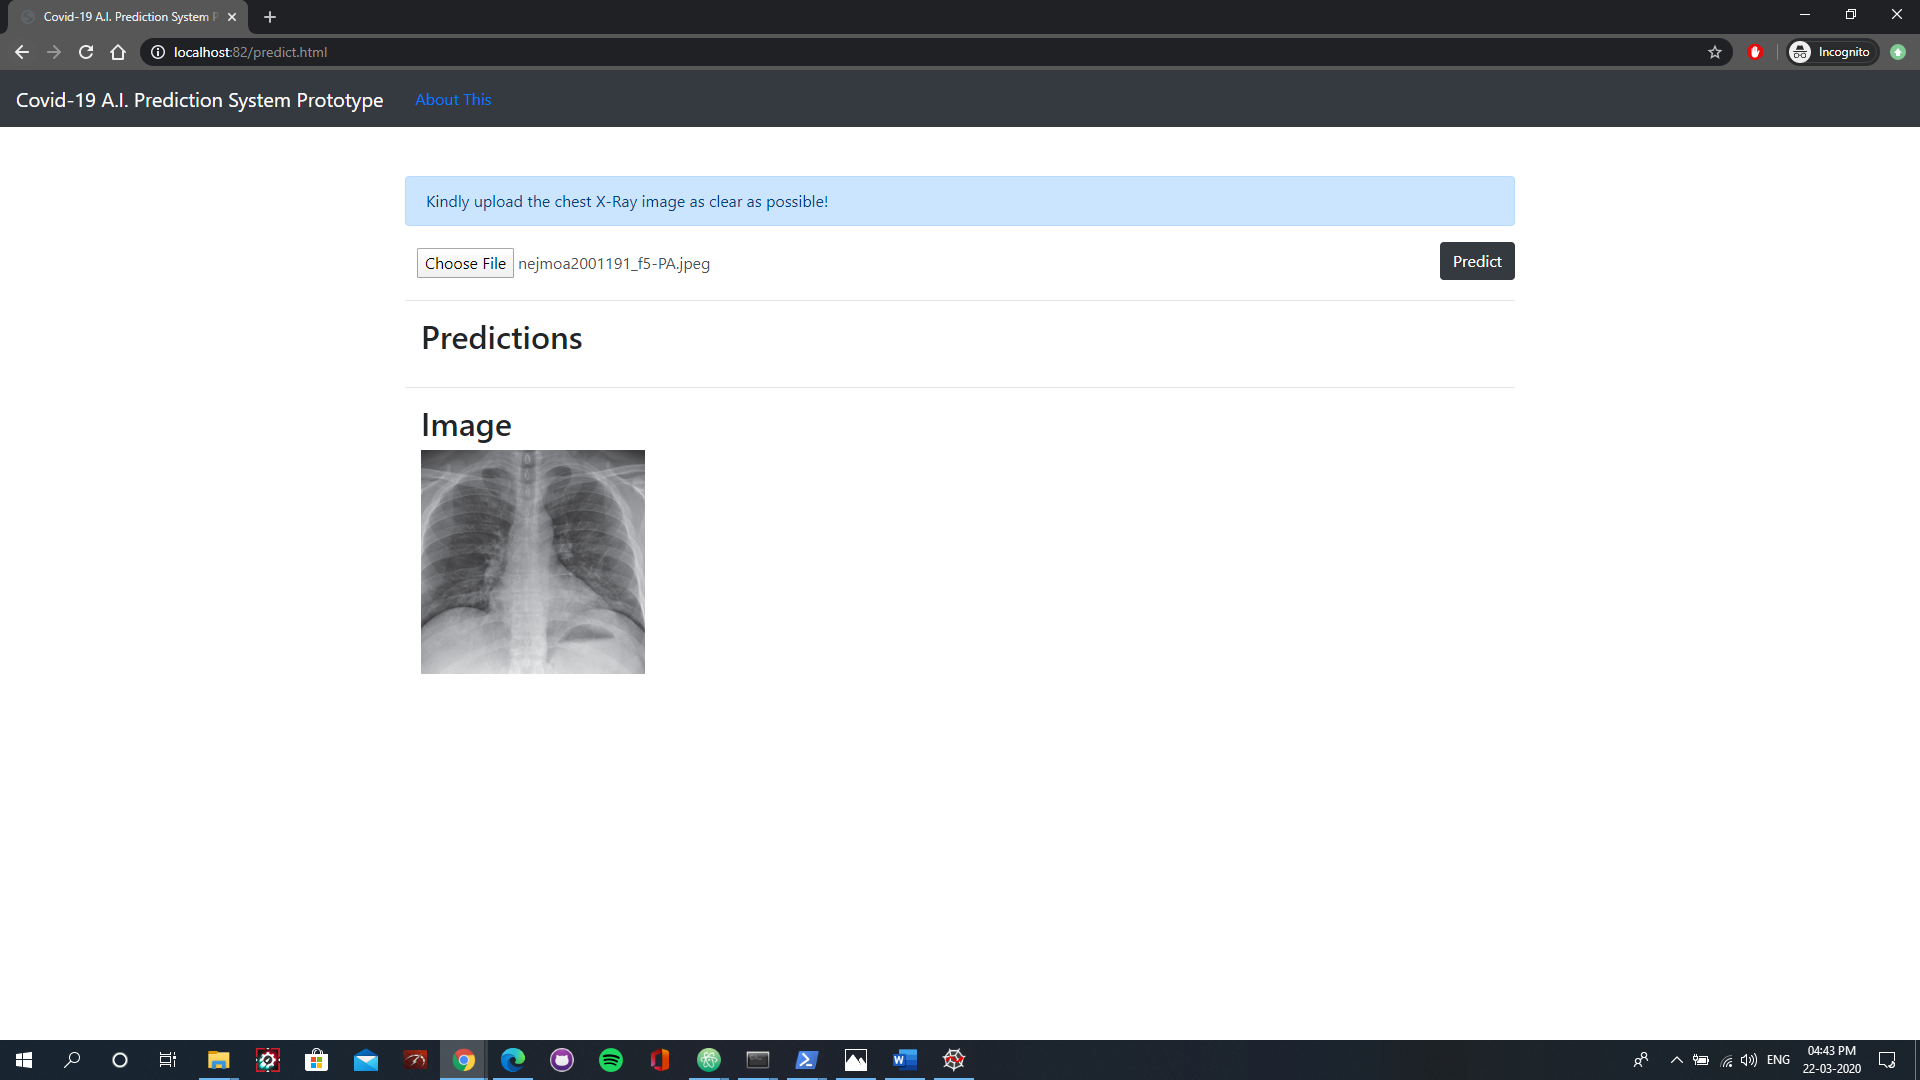 Covid-19 A.I. Prediction System P
localhost:82/predict.html
Incognito
Covid-19 A.I. Prediction System Prototype
About This
Kindly upload the chest X-Ray image as clear as possible!
Choose File
nejmoa2001191_f5-PA.jpeg
Predict
Predictions
Image
ENG
04:43 PM
22-03-2020